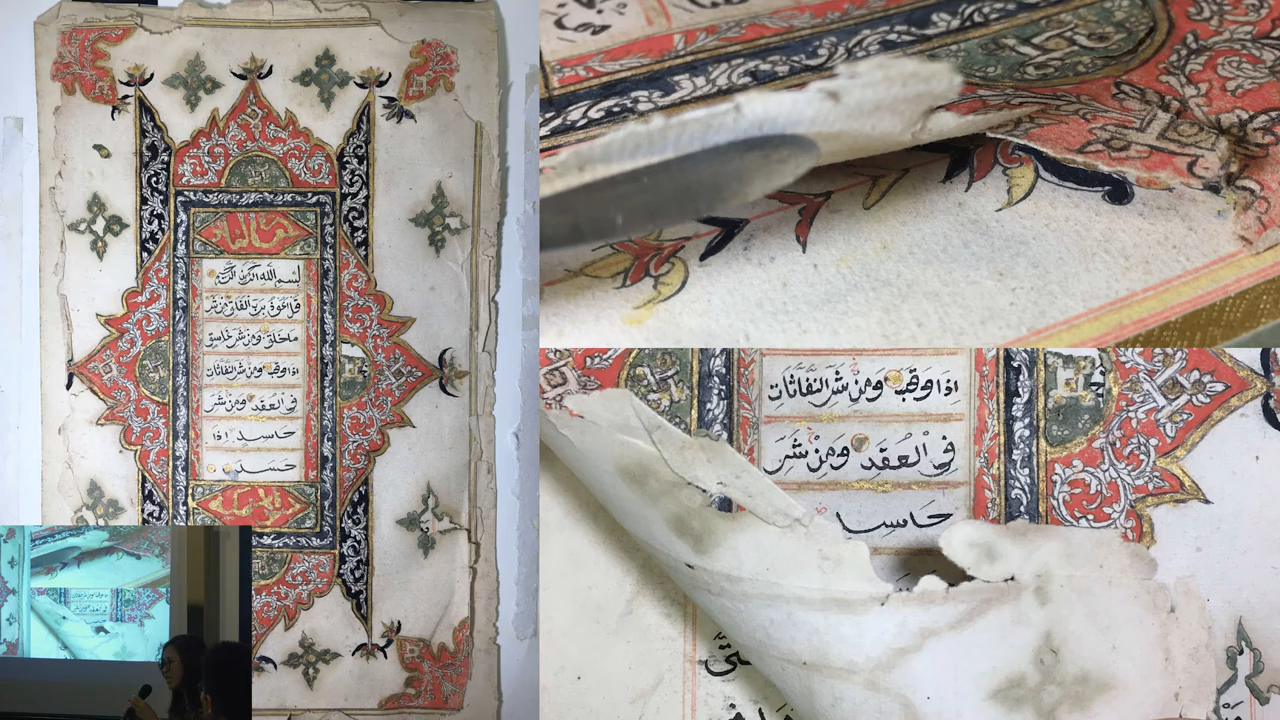 بسم الله الرحمن الرحيم
قل اعوذ برب الفلق من شر
ما خلق ومن شر غاسق
اذا وقب ومن شر النفاثات
في العقد ومن شر
حاسد اذا
حسد
اذا وقب ومن شر النفاثات
في العقد ومن شر